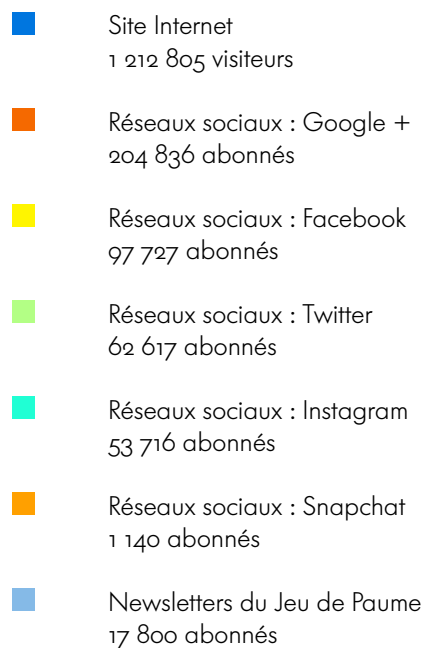 Site Internet
1 212 805 visiteurs
Réseaux sociaux : Google +
204 836 abonnés
Réseaux sociaux : Facebook
97 727 abonnés
Réseaux sociaux : Twitter
62 617 abonnés
Réseaux sociaux : Instagram
53 716 abonnés
Réseaux sociaux : Snapchat
1 140 abonnés
Newsletters du Jeu de Paume
17 800 abonnés